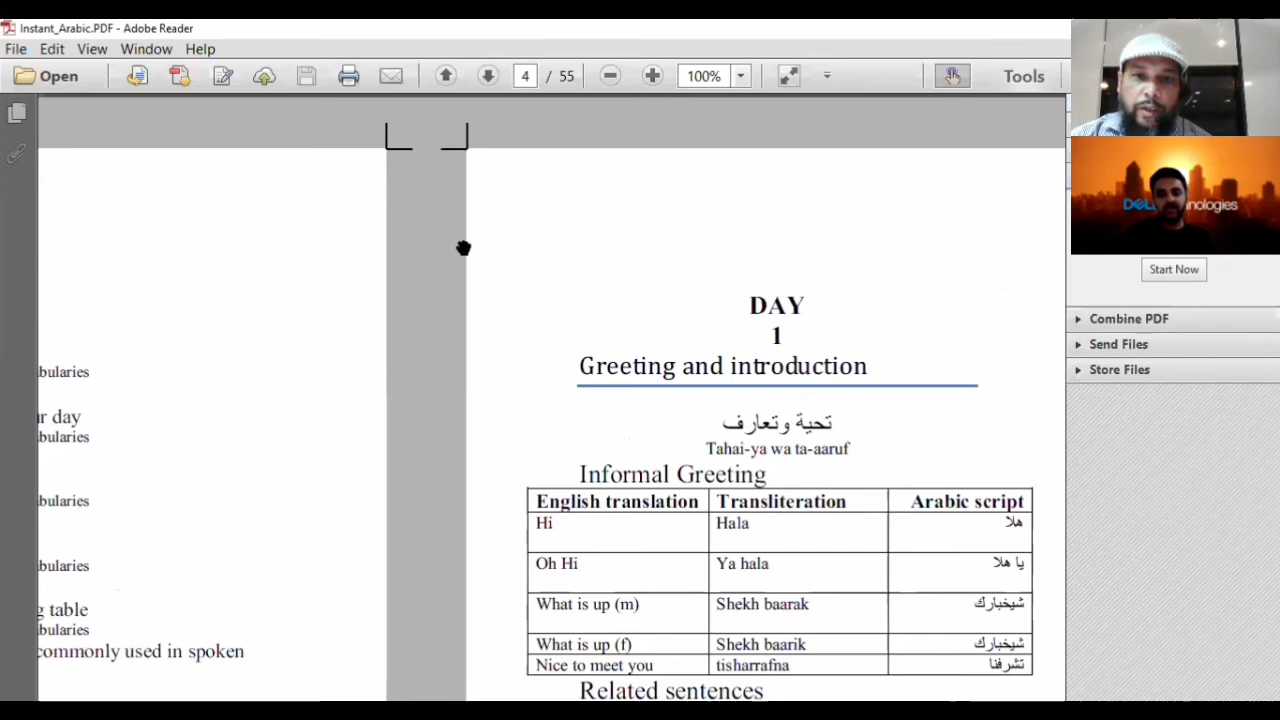 Instant_Arabic.PDF - Adobe Reader
File Edit View Window Help
Open 4 / 55 100% Tools
DELL Technologies
Start Now
Combine PDF
Send Files
Store Files
bularies
ur day
bularies
bularies
bularies
g table
bularies
commonly used in spoken
DAY
1
Greeting and introduction
تحية وتعارف
Tahai-ya wa ta-aaruf
Informal Greeting
English translation Transliteration Arabic script
Hi Hala هلا
Oh Hi Ya hala يا هلا
What is up (m) Shekh baarak شيخبارك
What is up (f) Shekh baarik شيخبارك
Nice to meet you tisharrafna تشرفنا
Related sentences